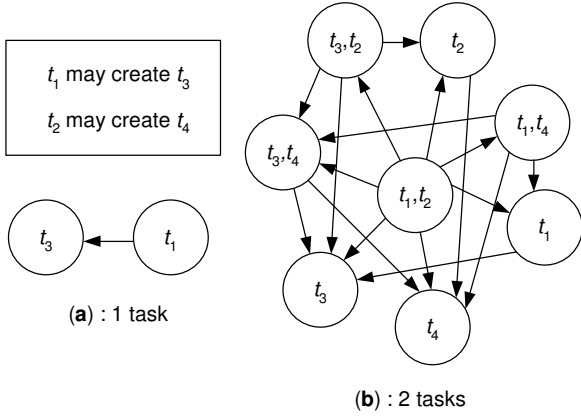 t₁ may create t₃
t₂ may create t₄
t₃
t₁
(a) : 1 task
t₃,t₂
t₂
t₁,t₄
t₃,t₄
t₁,t₂
t₁
t₃
t₄
(b) : 2 tasks